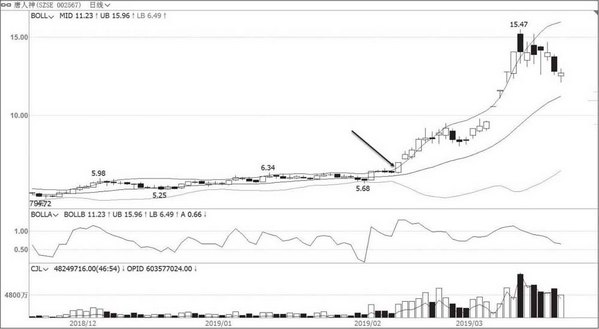 唐人神(SZSE 002567) 日线
BOLL MID 11.23↑ UB 15.96↑ LB 6.49↑
15.47
15.00
10.00
6.34
5.98
5.68
5.25
4.72
BOLLA BOLLB 11.23↑ UB 15.96↑ LB 6.49↑ A 0.66↓
1.00
0.50
CJL 48249716.00(46:54)↓ OPID 603577024.00↓
4800万
2018/12 2019/01 2019/02 2019/03